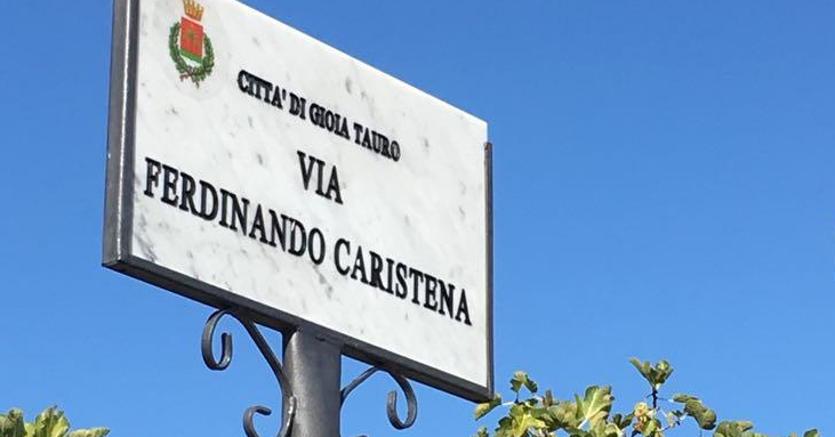 CITTA' DI GIOIA TAURO
VIA
FERDINANDO CARISTENA